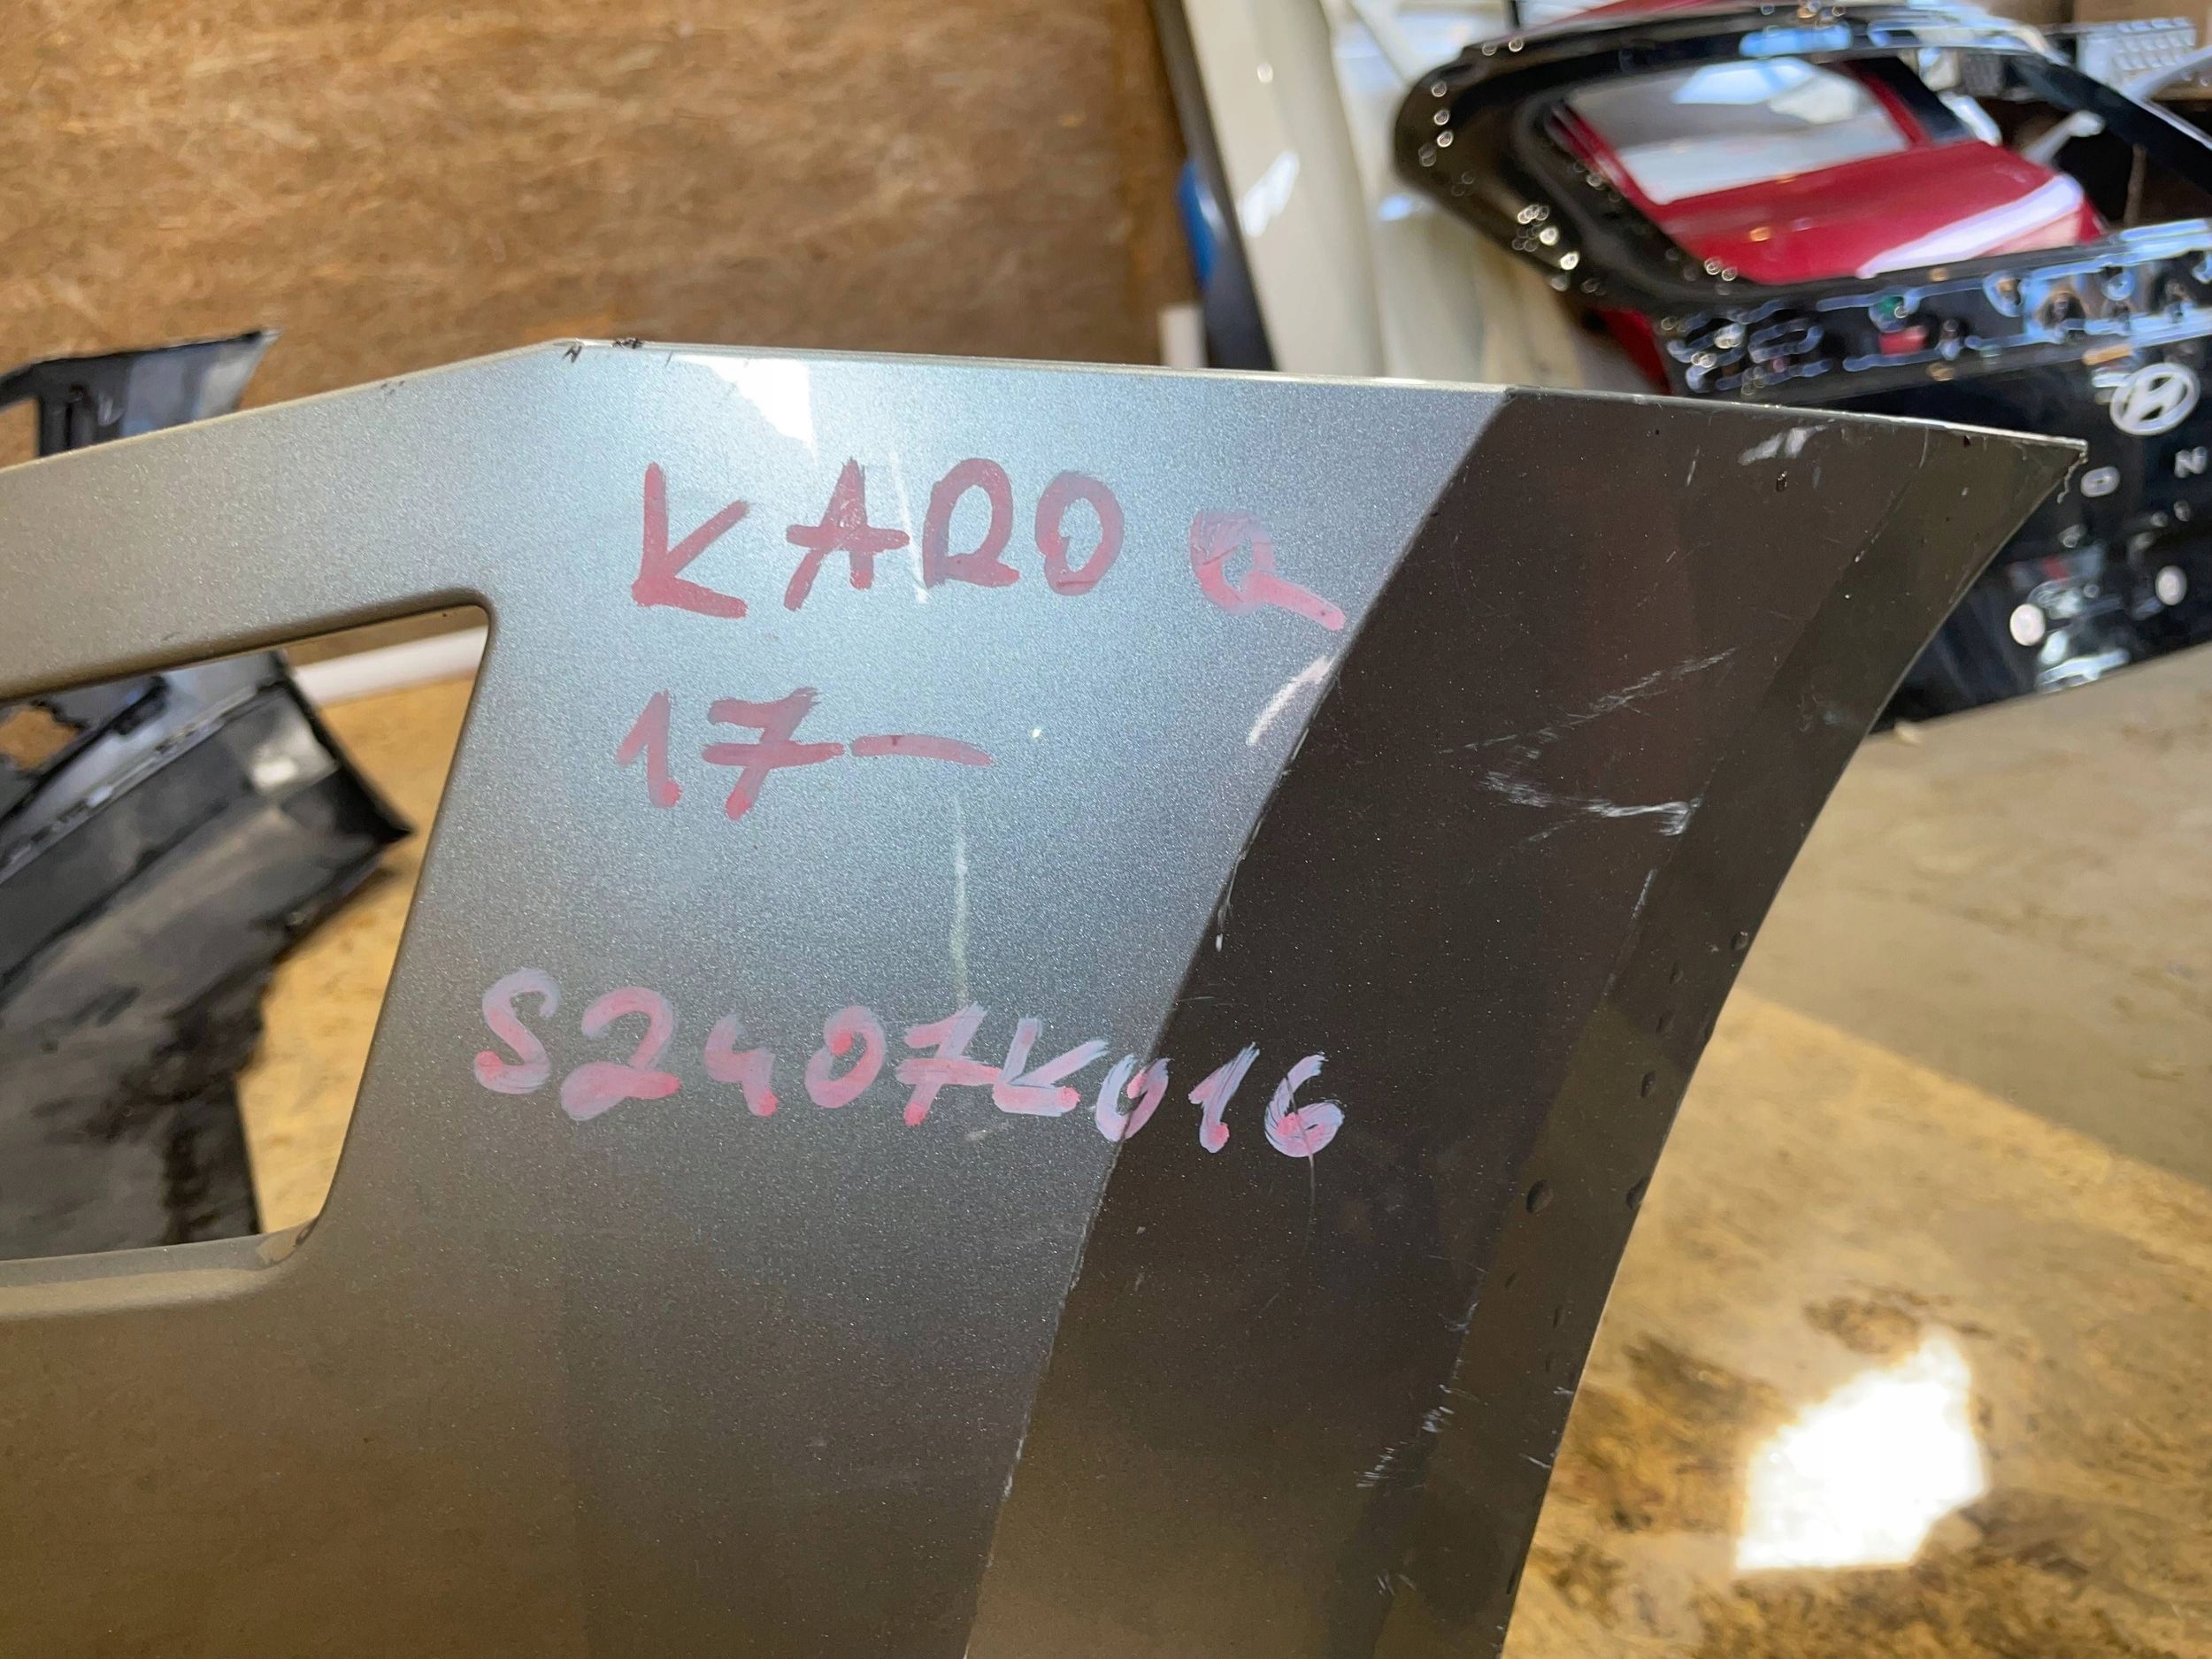 KAROQ
17-
S2407K016
O N